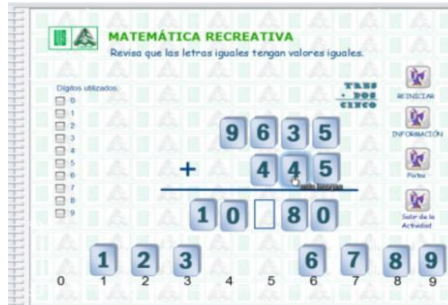 MATEMÁTICA RECREATIVA
Revisa que las letras iguales tengan valores iguales.
Dígitos utilizados:
0
1
2
3
4
5
6
7
8
9
TRES
+ DOS
CINCO
REINICIAR
INFORMACIÓN
Pistas
Salir de la
Actividad
9 6 3 5
+ 4 4 5
1 0 8 0
1 2 3 6 7 8 9
0 1 2 3 4 5 6 7 8 9